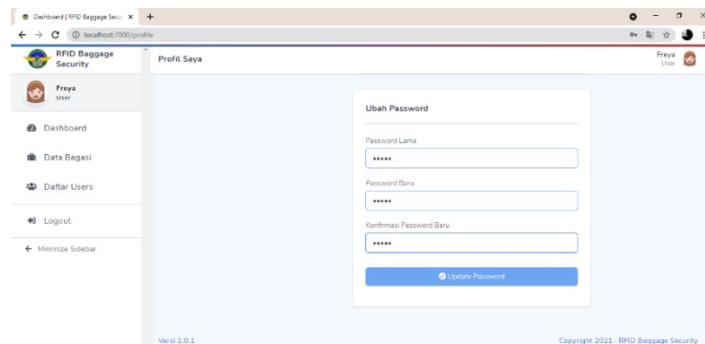 Dashboard | RFID Baggage Secu
localhost:7800/profile
RFID Baggage
Security
Profil Saya
Freya
User
Freya
User
Dashboard
Data Bagasi
Daftar Users
Logout
Minimize Sidebar
Ubah Password
Password Lama
•••••
Password Baru
•••••
Konfirmasi Password Baru
•••••
Update Password
Versi 1.0.1
Copyright 2021 - RFID Baggage Security